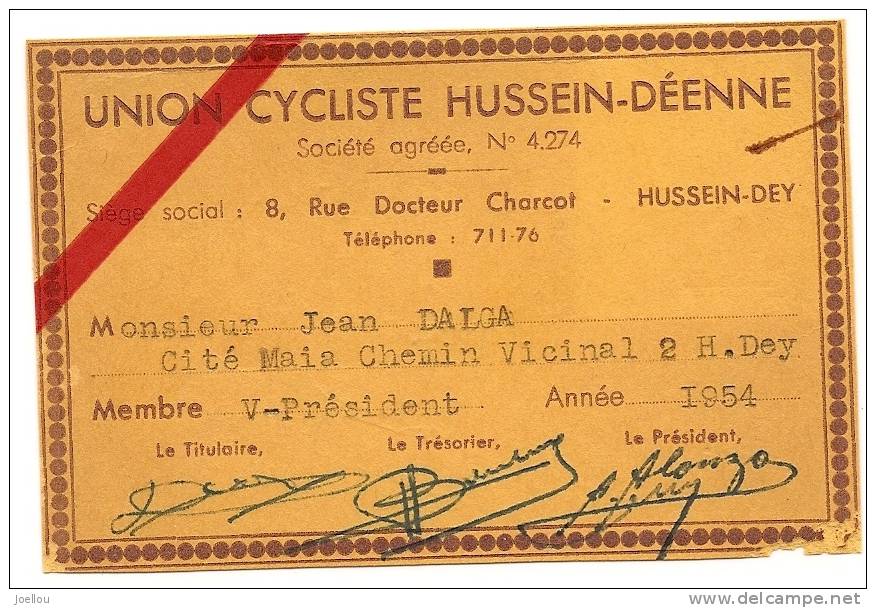 UNION CYCLISTE HUSSEIN-DÉENNE
Société agréée, N° 4.274
Siège social : 8, Rue Docteur Charcot - HUSSEIN-DEY
Téléphone : 711-76
Monsieur Jean DALGA
Cité Maia Chemin Vicinal 2 H.Dey
Membre V-Président Année I954
Le Titulaire, Le Trésorier, Le Président,
Alonzo
joellou
delcampe.net